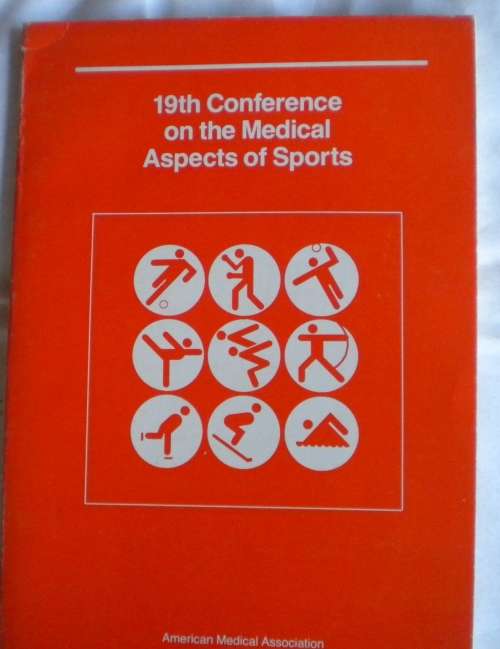 19th Conference
on the Medical
Aspects of Sports
American Medical Association